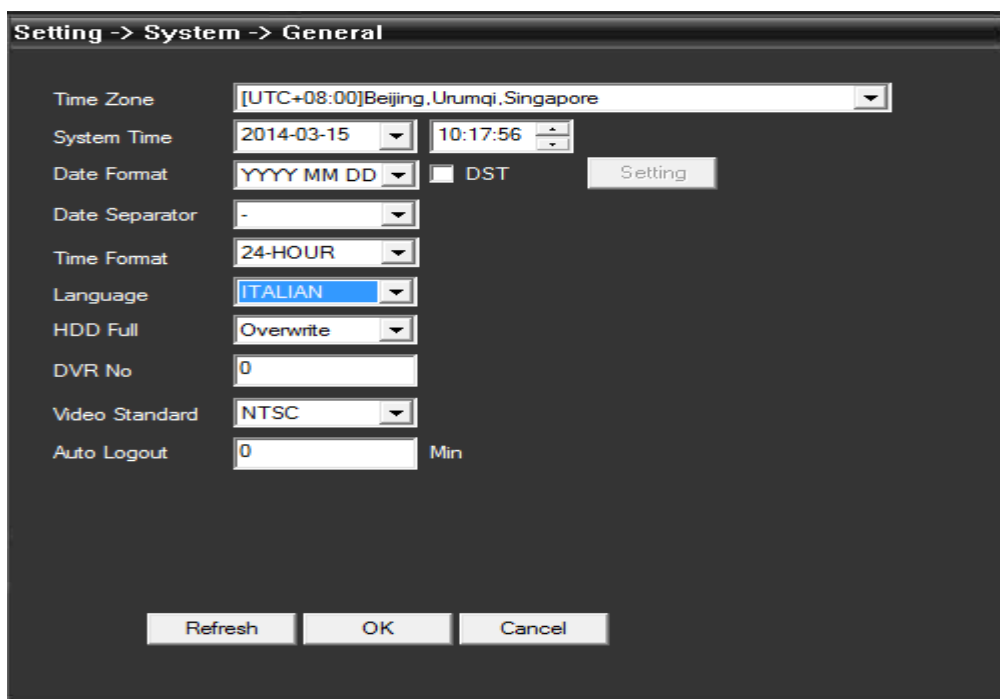 Setting -> System -> General
Time Zone [UTC+08:00]Beijing,Urumqi,Singapore
System Time 2014-03-15 10:17:56
Date Format YYYY MM DD DST Setting
Date Separator -
Time Format 24-HOUR
Language ITALIAN
HDD Full Overwrite
DVR No 0
Video Standard NTSC
Auto Logout 0 Min
Refresh OK Cancel